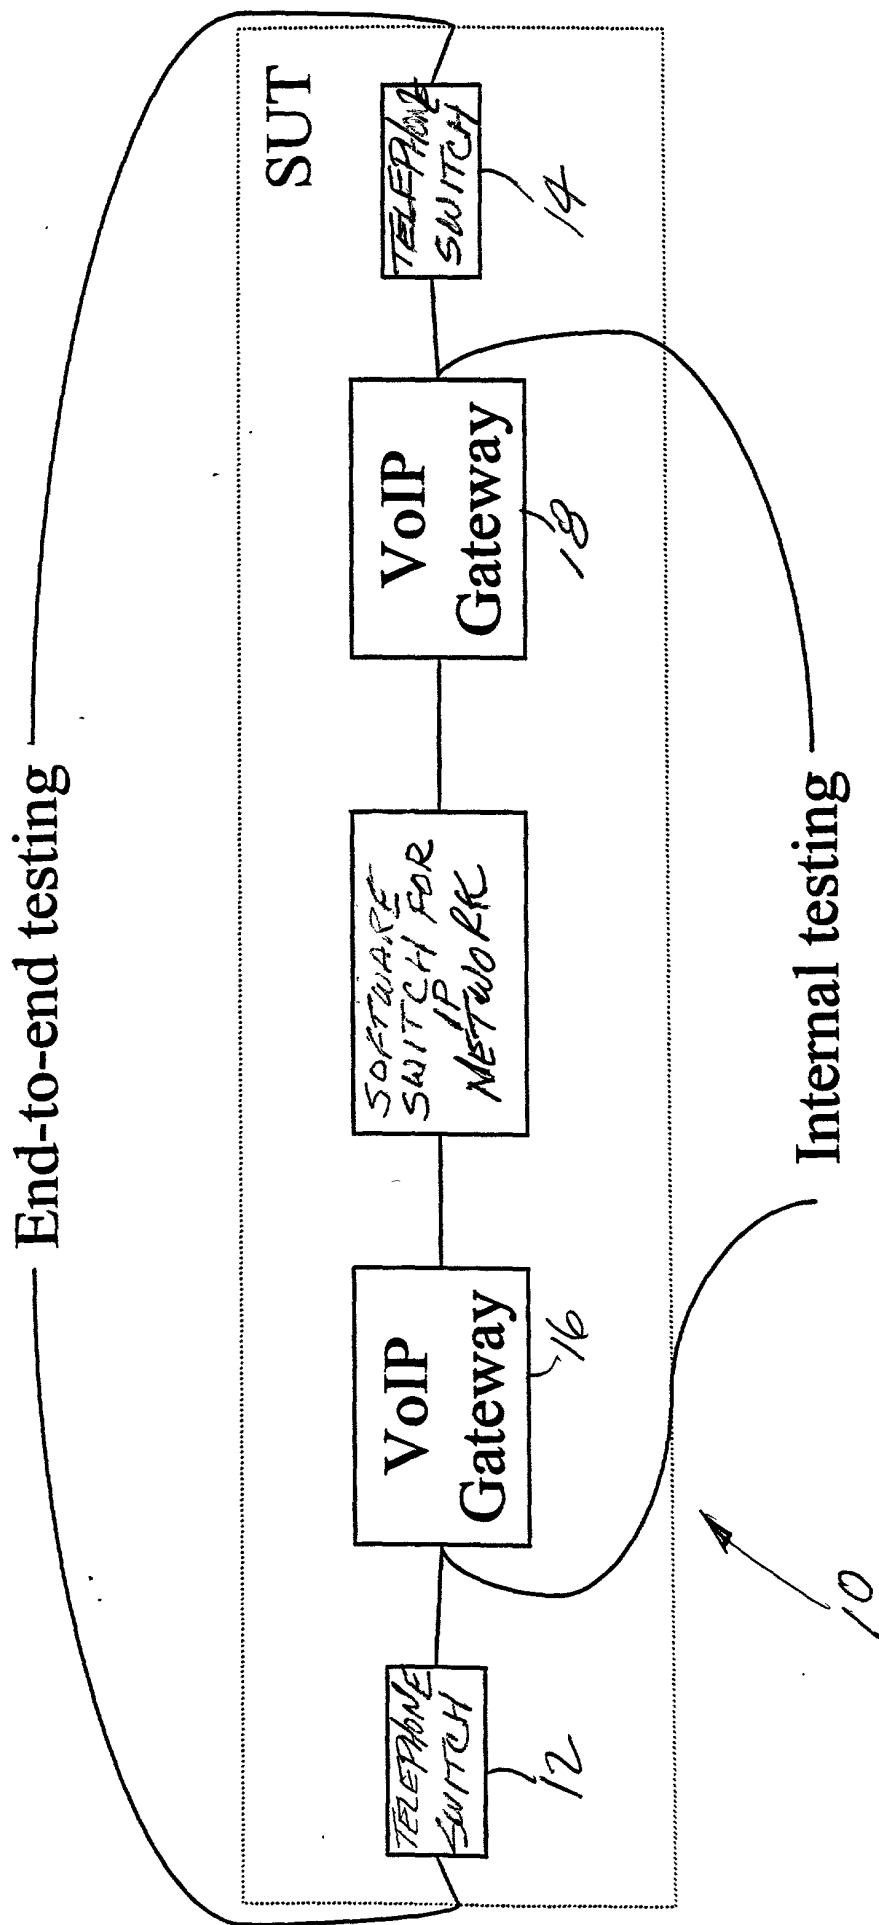 End-to-end testing
SUT
TELEPHONE
SWITCH
12
VoIP
Gateway
16
SOFTWARE
SWITCH FOR
IP
NETWORK
VoIP
Gateway
18
TELEPHONE
SWITCH
14
Internal testing
10